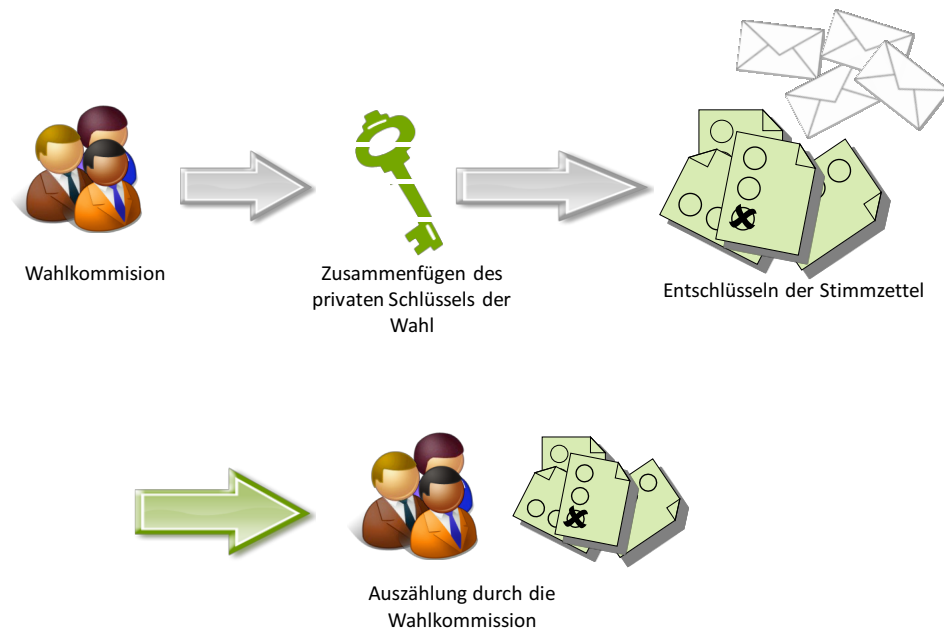 Wahlkommision
Zusammenfügen des
privaten Schlüssels der
Wahl
Entschlüsseln der Stimmzettel
Auszählung durch die
Wahlkommission